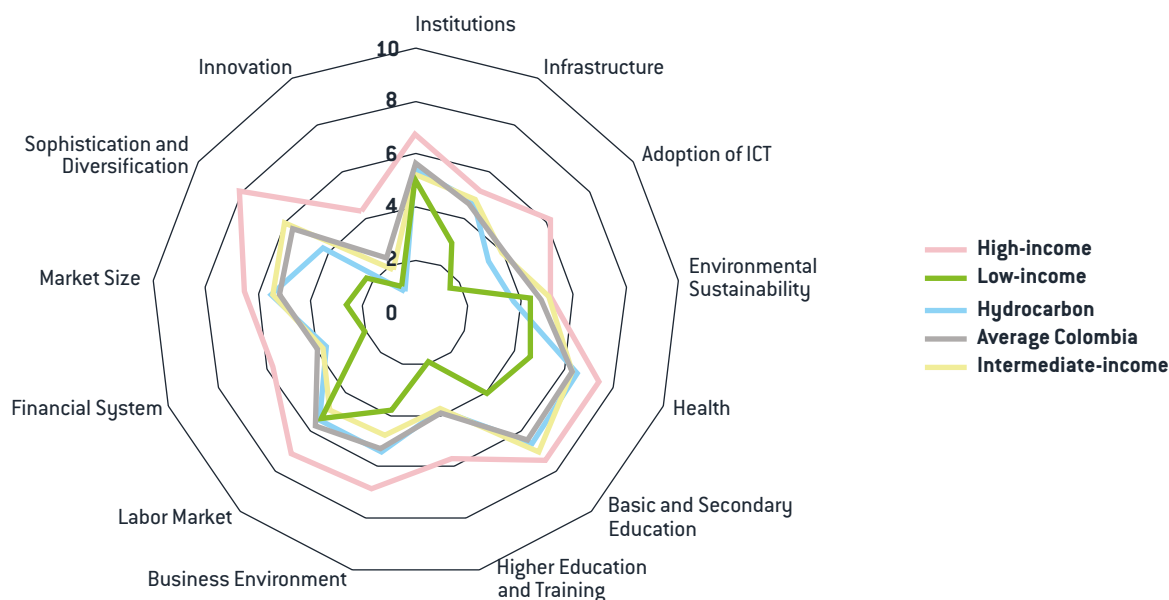 Institutions
10
Innovation
Infrastructure
8
Sophistication and
Diversification
Adoption of ICT
6
4
Market Size
2
Environmental
Sustainability
0
High-income
Low-income
Hydrocarbon
Average Colombia
Intermediate-income
Financial System
Health
Labor Market
Basic and Secondary
Education
Business Environment
Higher Education
and Training